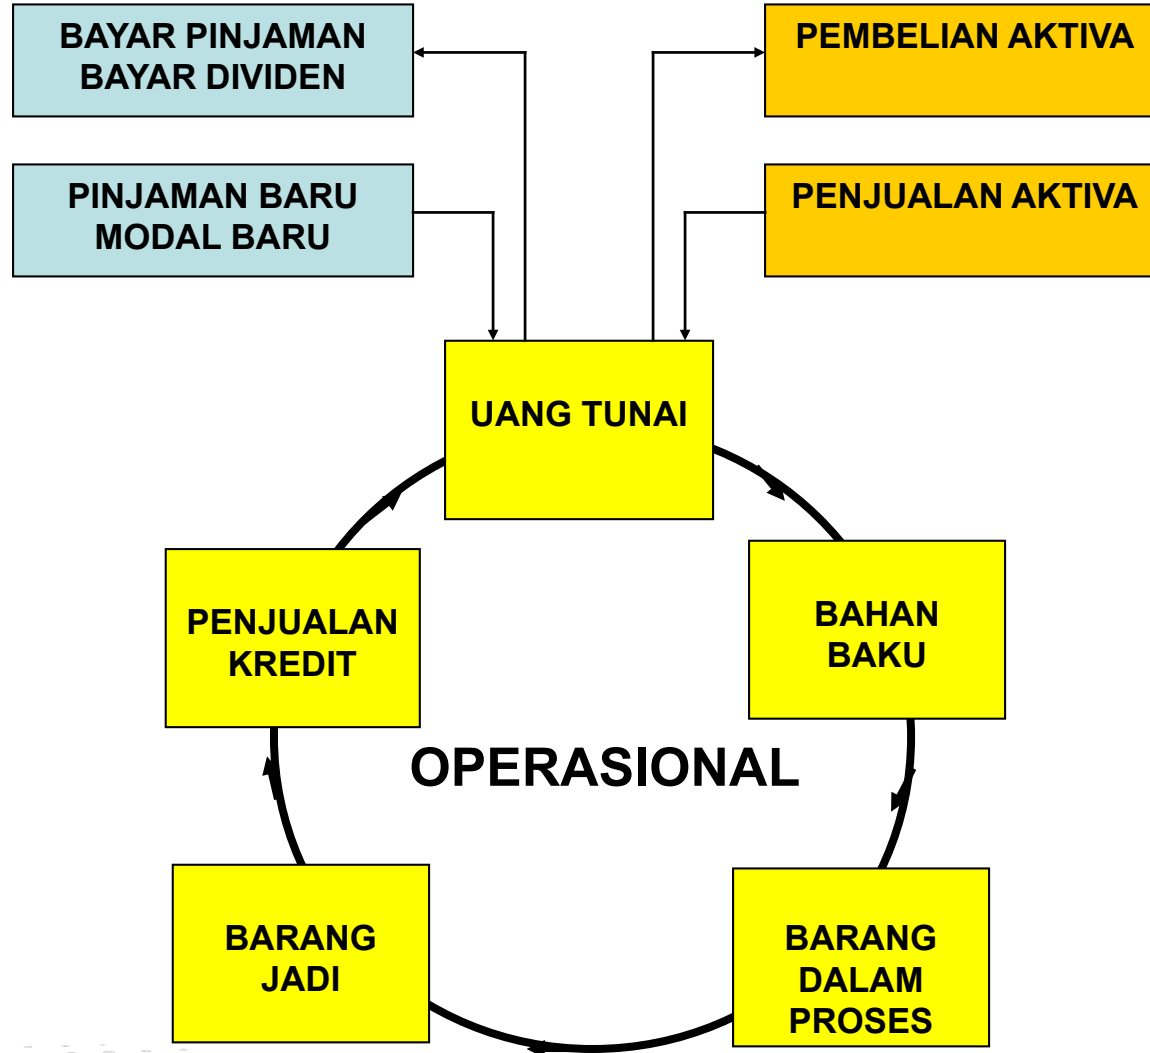 BAYAR PINJAMAN
BAYAR DIVIDEN
PEMBELIAN AKTIVA
PINJAMAN BARU
MODAL BARU
PENJUALAN AKTIVA
UANG TUNAI
PENJUALAN
KREDIT
BAHAN
BAKU
OPERASIONAL
BARANG
JADI
BARANG
DALAM
PROSES